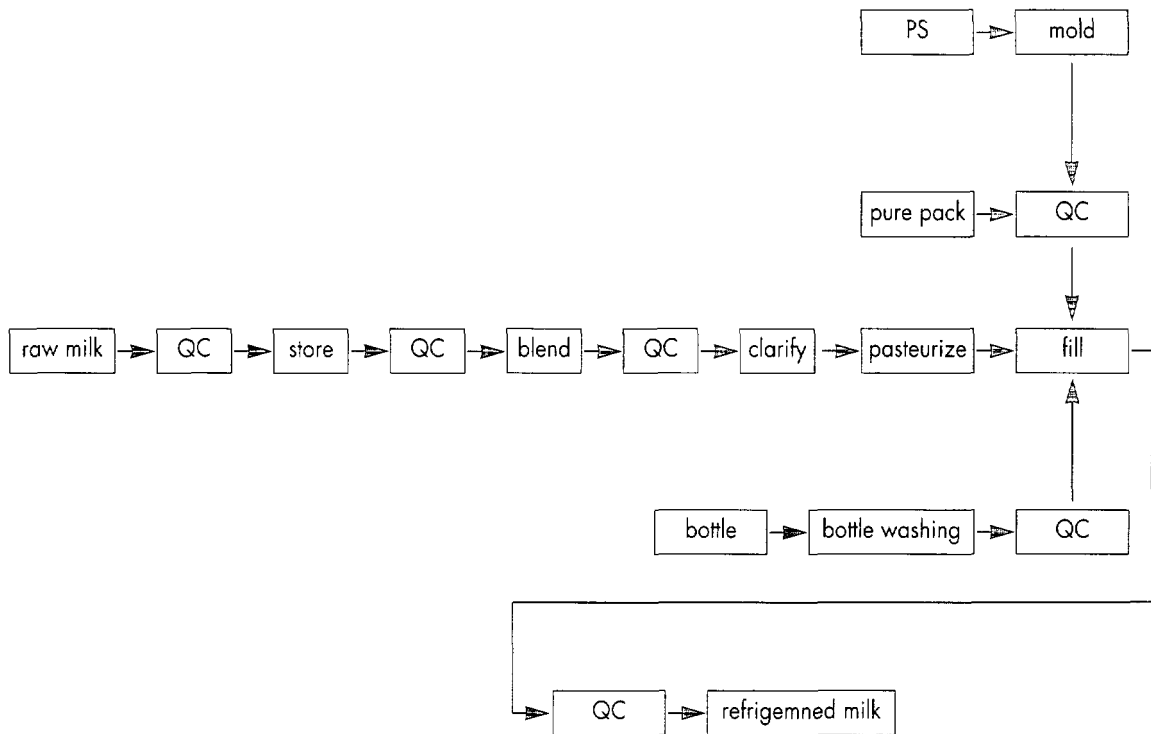 PS
mold
pure pack
QC
raw milk
QC
store
QC
blend
QC
clarify
pasteurize
fill
bottle
bottle washing
QC
QC
refrigemned milk